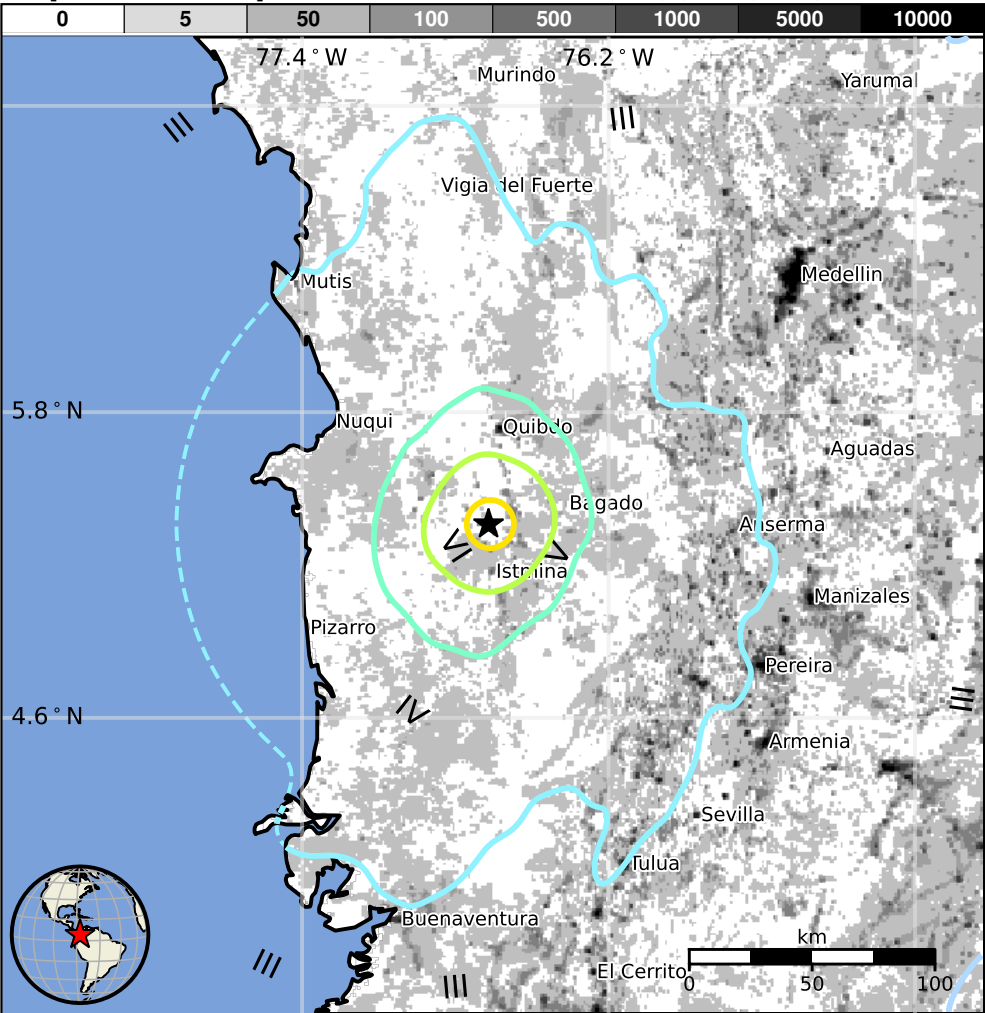 0 5 50 100 500 1000 5000 10000
77.4°W 76.2°W
Murindo
Yaruma
III
III
Vigia del Fuerte
Medellin
Mutis
5.8°N
Nuqui
Quibdo
Aguadas
Bagado
Anserma
VI
V
Istmina
Manizales
Pizarro
Pereira
III
IV
4.6°N
Armenia
Sevilla
Tulua
Buenaventura
km
III
III
El Cerrito
0 50 100